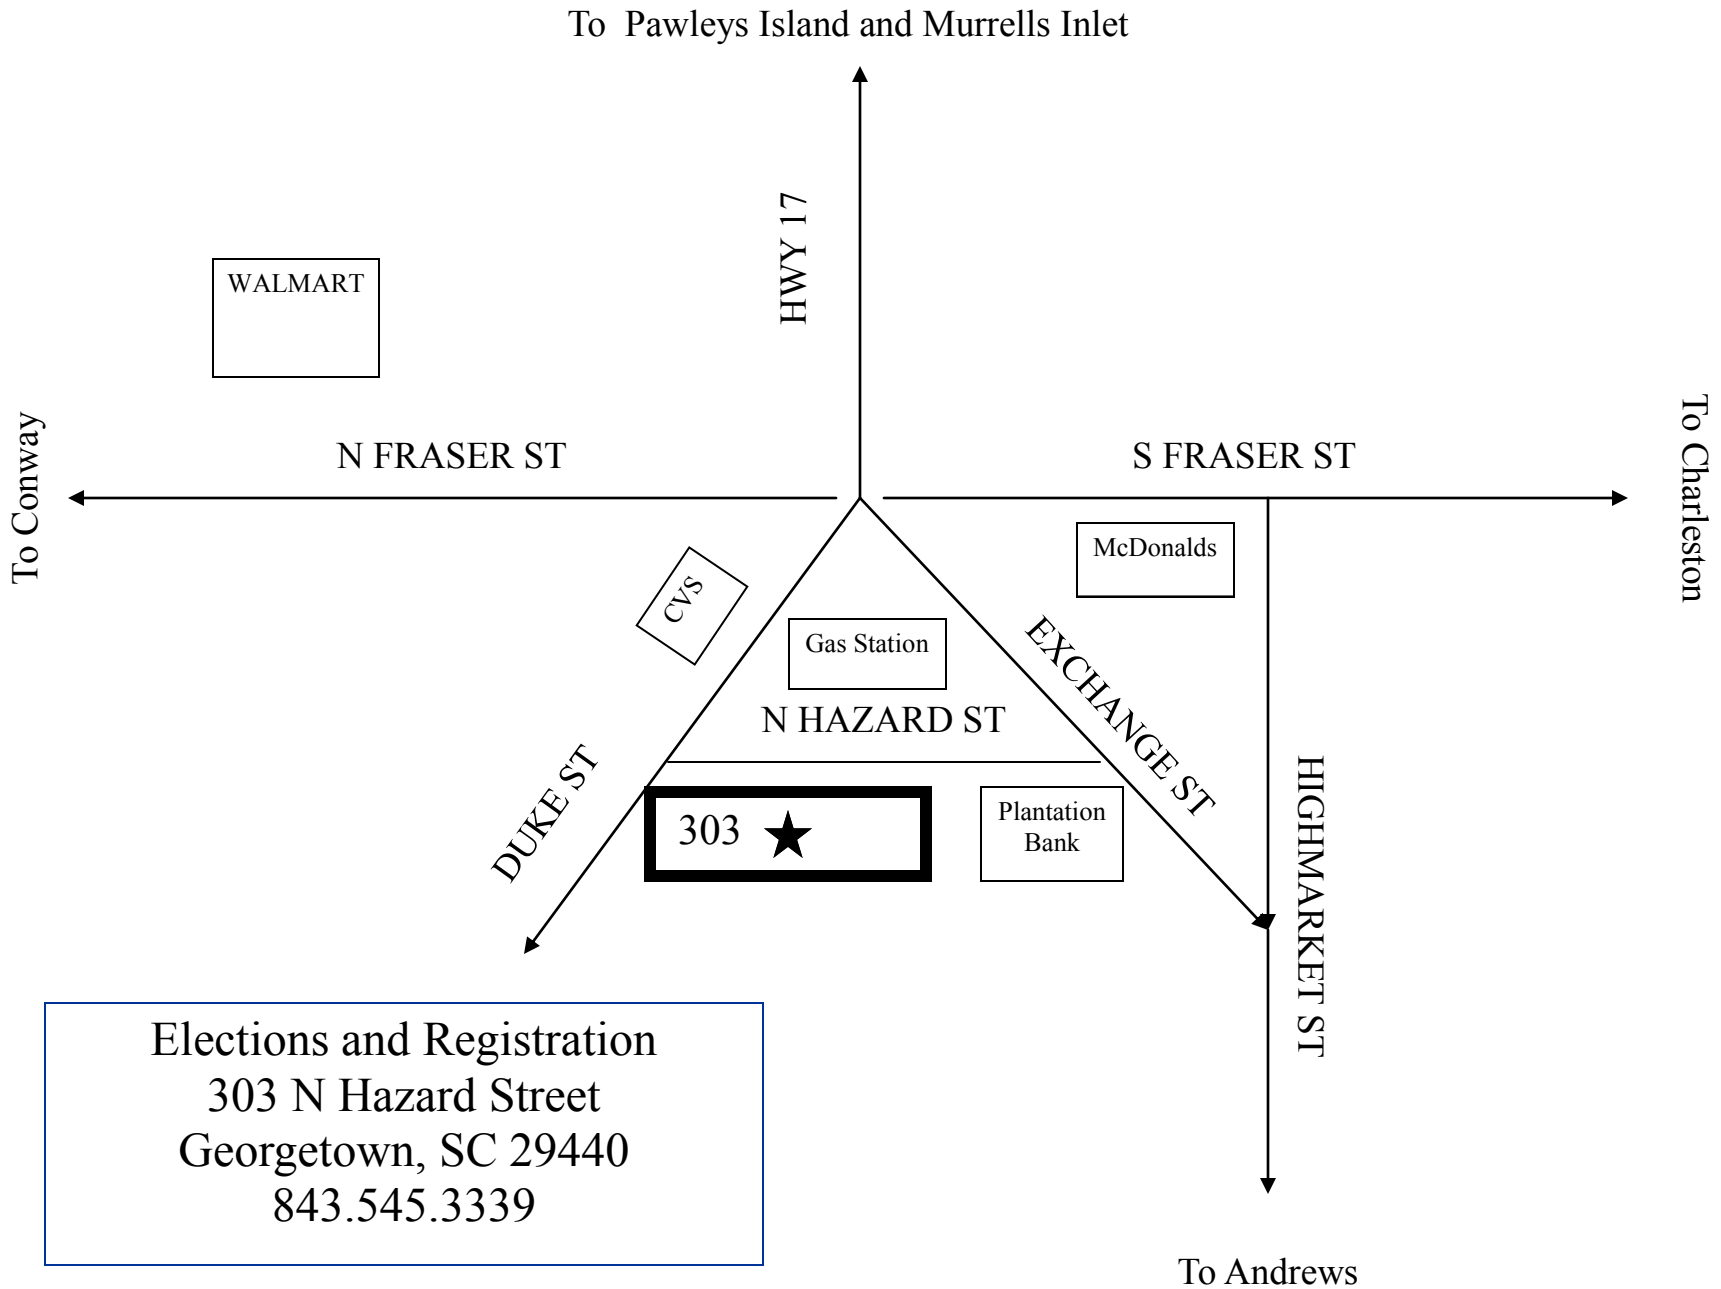 To Pawleys Island and Murrells Inlet
HWY 17
WALMART
To Conway
N FRASER ST
S FRASER ST
To Charleston
McDonalds
CVS
Gas Station
EXCHANGE ST
N HAZARD ST
DUKE ST
303
Plantation
Bank
HIGHMARKET ST
Elections and Registration
303 N Hazard Street
Georgetown, SC 29440
843.545.3339
To Andrews